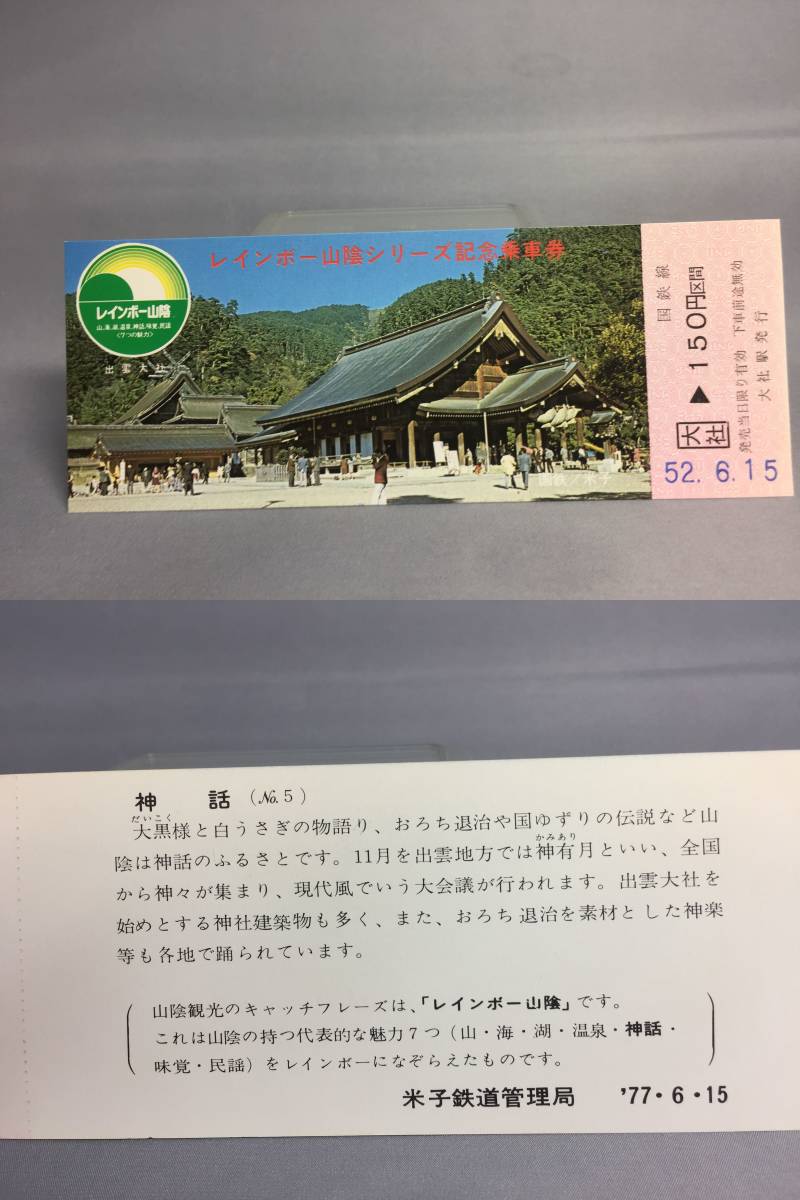 レインボー山陰シリーズ記念乗車券
レインボー山陰
山、海、湖、温泉、神話、味覚、民謡
〈7つの魅力〉
出雲大社
国鉄/米子
国鉄線
大社 ▶ 150円区間
発売当日限り有効 下車前途無効
大社駅発行
52. 6.15
神話 (No.5)
だいこく
大黒様と白うさぎの物語り、おろち退治や国ゆずりの伝説など山
かみあり
陰は神話のふるさとです。11月を出雲地方では神有月といい、全国
から神々が集まり、現代風でいう大会議が行われます。出雲大社を
始めとする神社建築物も多く、また、おろち退治を素材とした神楽
等も各地で踊られています。
山陰観光のキャッチフレーズは、「レインボー山陰」です。
これは山陰の持つ代表的な魅力7つ(山・海・湖・温泉・神話・
味覚・民謡)をレインボーになぞらえたものです。
米子鉄道管理局 '77・6・15